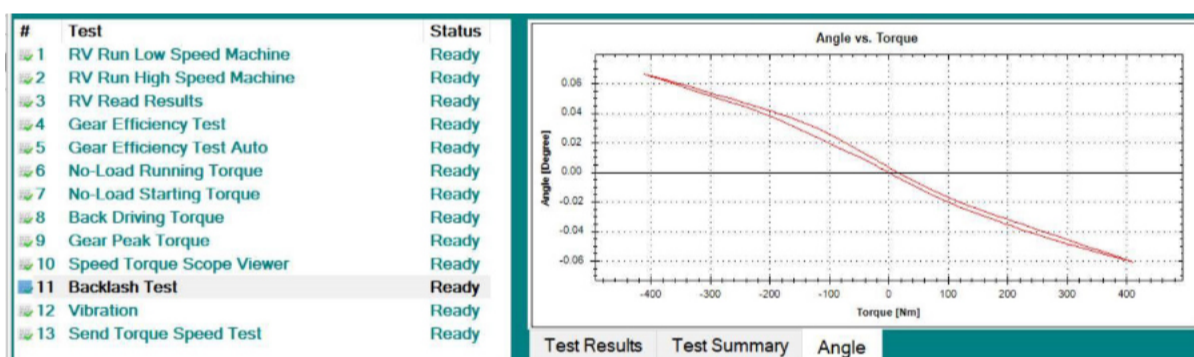 # Test Status
1 RV Run Low Speed Machine Ready
2 RV Run High Speed Machine Ready
3 RV Read Results Ready
4 Gear Efficiency Test Ready
5 Gear Efficiency Test Auto Ready
6 No-Load Running Torque Ready
7 No-Load Starting Torque Ready
8 Back Driving Torque Ready
9 Gear Peak Torque Ready
10 Speed Torque Scope Viewer Ready
11 Backlash Test Ready
12 Vibration Ready
13 Send Torque Speed Test Ready
Angle vs. Torque
Angle [Degree]
0.06
0.04
0.02
0.00
-0.02
-0.04
-0.06
-400 -300 -200 -100 0 100 200 300 400
Torque [Nm]
Test Results Test Summary Angle